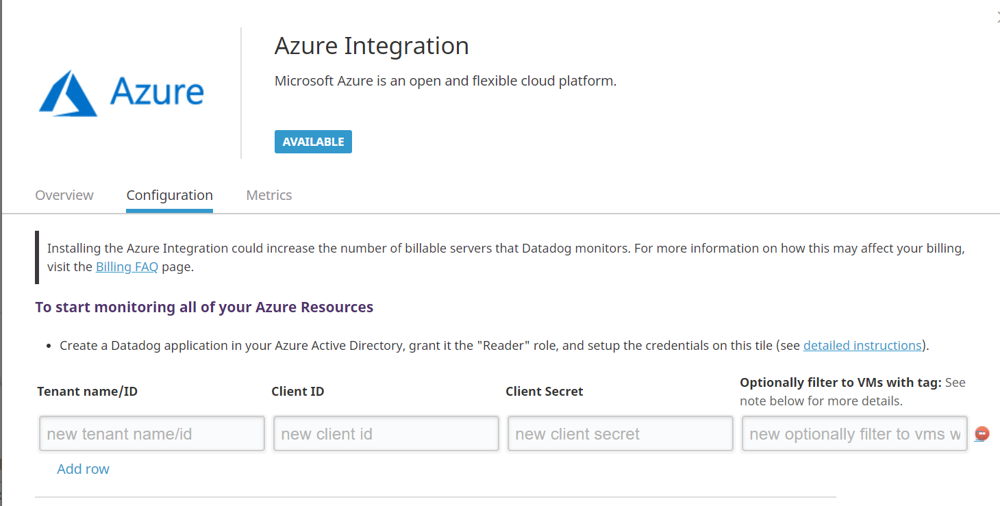 Azure Integration
Microsoft Azure is an open and flexible cloud platform.
Azure
AVAILABLE
Overview Configuration Metrics
Installing the Azure Integration could increase the number of billable servers that Datadog monitors. For more information on how this may affect your billing,
visit the Billing FAQ page.
To start monitoring all of your Azure Resources
• Create a Datadog application in your Azure Active Directory, grant it the "Reader" role, and setup the credentials on this tile (see detailed instructions).
Tenant name/ID Client ID Client Secret Optionally filter to VMs with tag: See
note below for more details.
new tenant name/id new client id new client secret new optionally filter to vms w
Add row